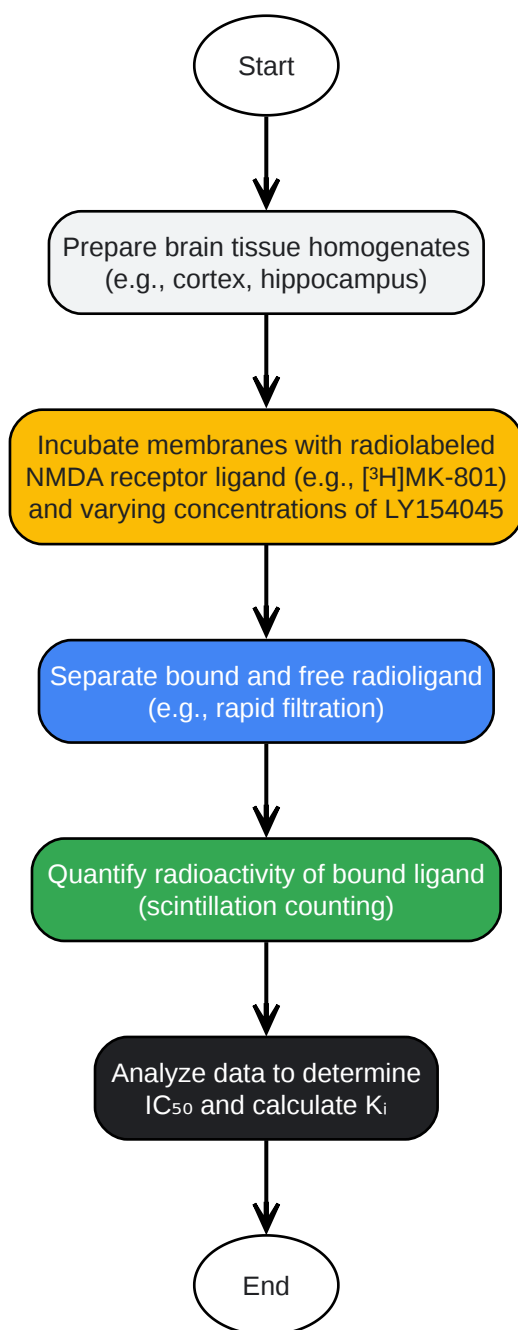 Start
Prepare brain tissue homogenates
(e.g., cortex, hippocampus)
Incubate membranes with radiolabeled
NMDA receptor ligand (e.g., [³H]MK-801)
and varying concentrations of LY154045
Separate bound and free radioligand
(e.g., rapid filtration)
Quantify radioactivity of bound ligand
(scintillation counting)
Analyze data to determine
IC₅₀ and calculate Kᵢ
End